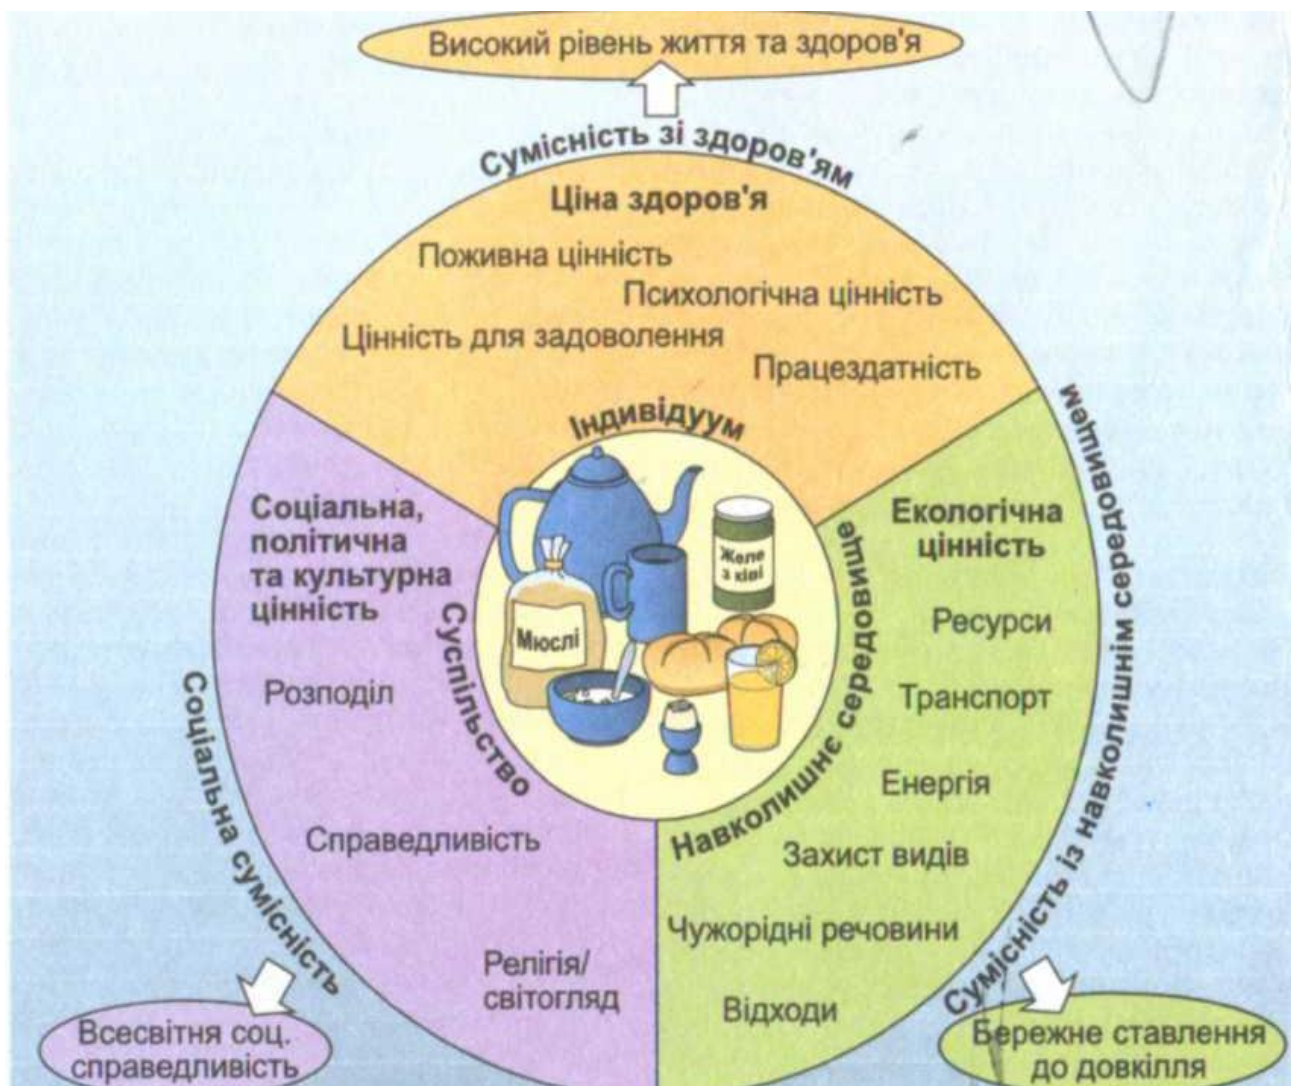 Високий рівень життя та здоров'я
Сумісність зі здоров'ям
Ціна здоров'я
Поживна цінність
Психологічна цінність
Цінність для задоволення
Працездатність
Індивідуум
Соціальна,
політична
та культурна
цінність
Розподіл
Справедливість
Релігія/
світогляд
Суспільство
Соціальна сумісність
Всесвітня соц.
справедливість
Желе
з ківі
Мюслі
Навколишнє середовище
Екологічна
цінність
Ресурси
Транспорт
Енергія
Захист видів
Чужорідні речовини
Відходи
Сумісність із навколишнім середовищем
Бережне ставлення
до довкілля